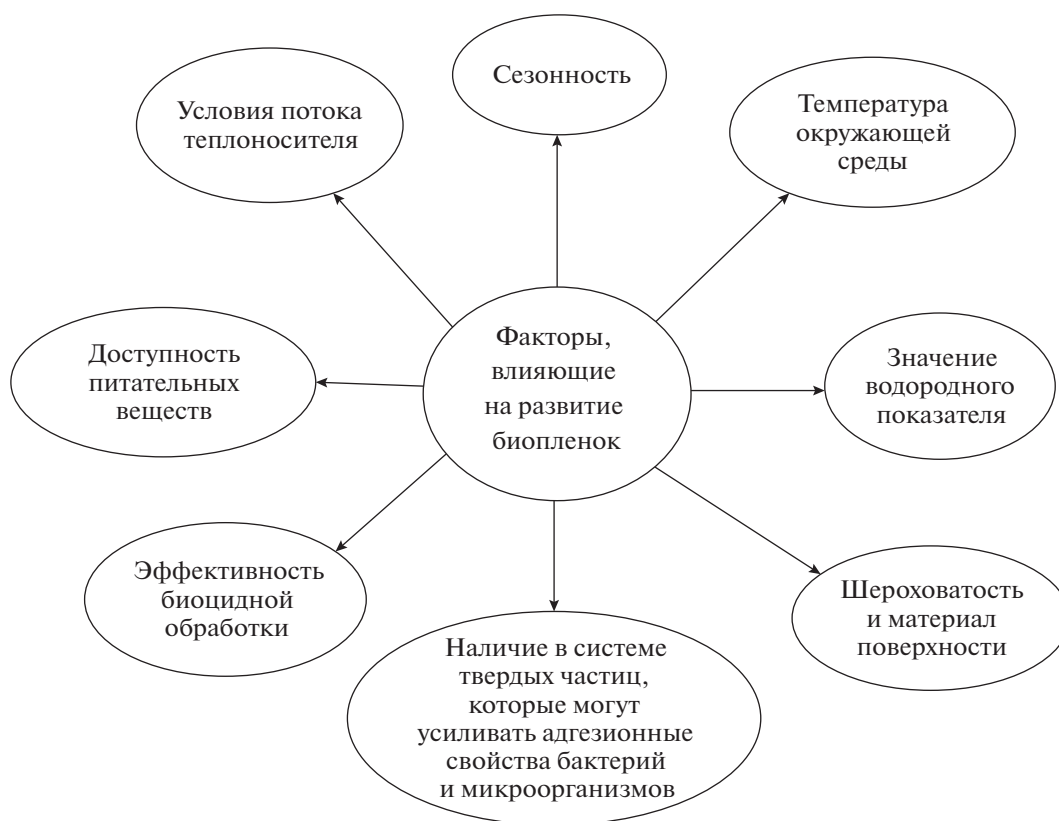 Сезонность
Условия потока
теплоносителя
Температура
окружающей
среды
Факторы,
влияющие
на развитие
биопленок
Доступность
питательных
веществ
Значение
водородного
показателя
Эффективность
биоцидной
обработки
Шероховатость
и материал
поверхности
Наличие в системе
твердых частиц,
которые могут
усиливать адгезионные
свойства бактерий
и микроорганизмов